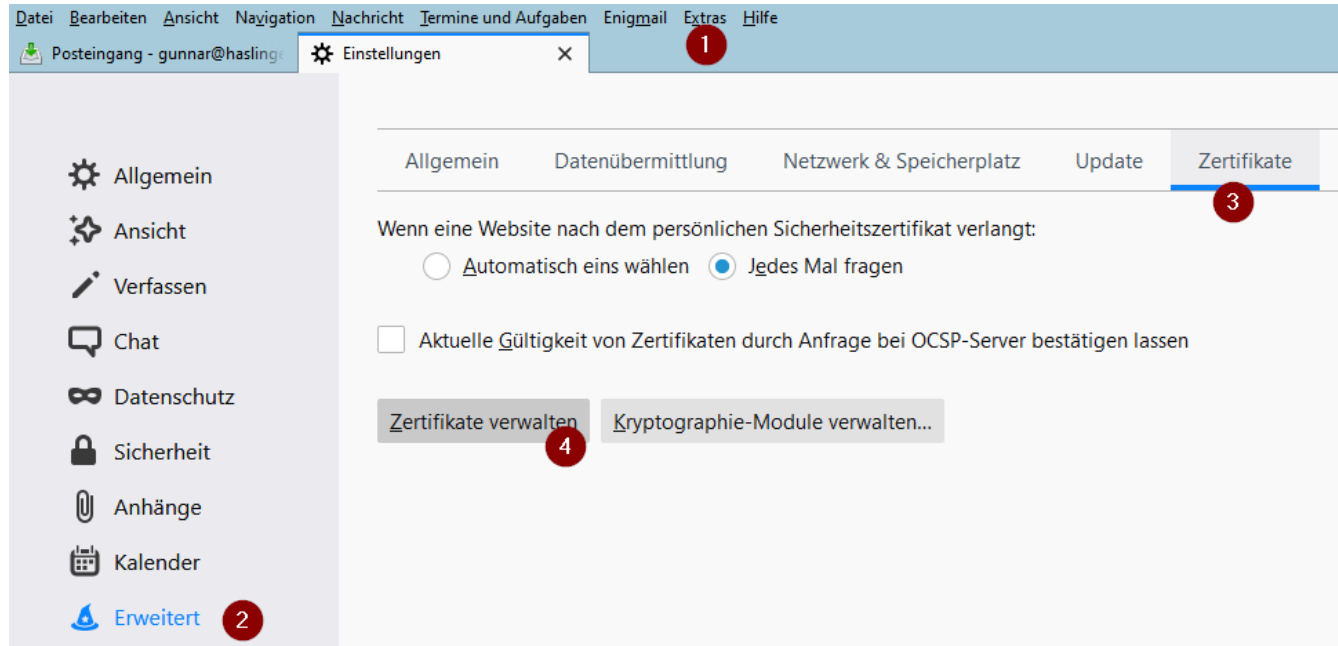 Datei Bearbeiten Ansicht Navigation Nachricht Termine und Aufgaben Enigmail Extras Hilfe
1
Posteingang - gunnar@hasling
Einstellungen
Allgemein Datenübermittlung Netzwerk & Speicherplatz Update Zertifikate
3
Wenn eine Website nach dem persönlichen Sicherheitszertifikat verlangt:
Automatisch eins wählen Jedes Mal fragen
Aktuelle Gültigkeit von Zertifikaten durch Anfrage bei OCSP-Server bestätigen lassen
Zertifikate verwalten Kryptographie-Module verwalten...
4
Allgemein
Ansicht
Verfassen
Chat
Datenschutz
Sicherheit
Anhänge
Kalender
Erweitert 2